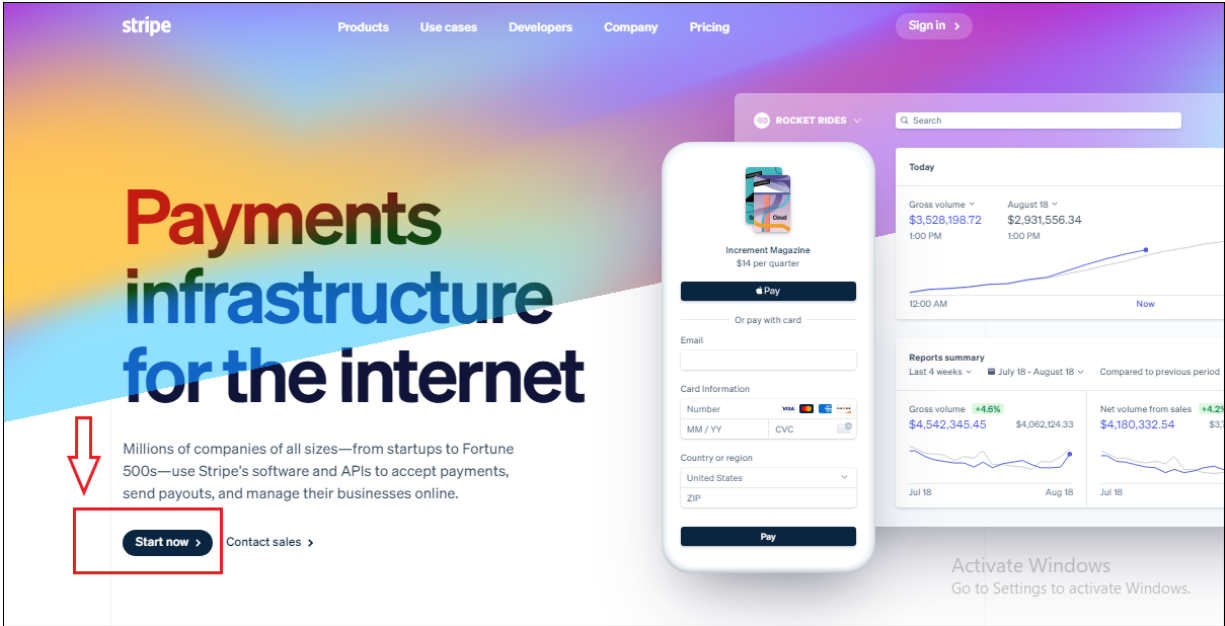 stripe
Products Use cases Developers Company Pricing
Sign in
ROCKET RIDES
Search
Payments
infrastructure
for the internet
Millions of companies of all sizes—from startups to Fortune
500s—use Stripe's software and APIs to accept payments,
send payouts, and manage their businesses online.
Start now
Contact sales
Cloud
Increment Magazine
$14 per quarter
Pay
Or pay with card
Email
Card Information
Number VISA
MM / YY CVC
Country or region
United States
ZIP
Pay
Today
Gross volume August 18
$3,528,198.72 $2,931,556.34
1:00 PM 1:00 PM
12:00 AM Now
Reports summary
Last 4 weeks July 18 - August 18 Compared to previous period
Gross volume +4.6% Net volume from sales +4.2%
$4,542,345.45 $4,062,124.33 $4,180,332.54
Jul 18 Aug 18 Jul 18
Activate Windows
Go to Settings to activate Windows.